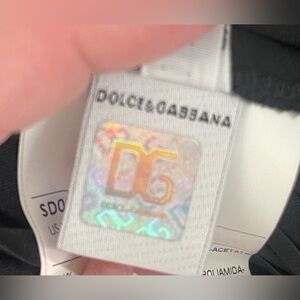 DOLCE&GABBANA
DG
SDO
US
ACETAT
POLIAMIDA-